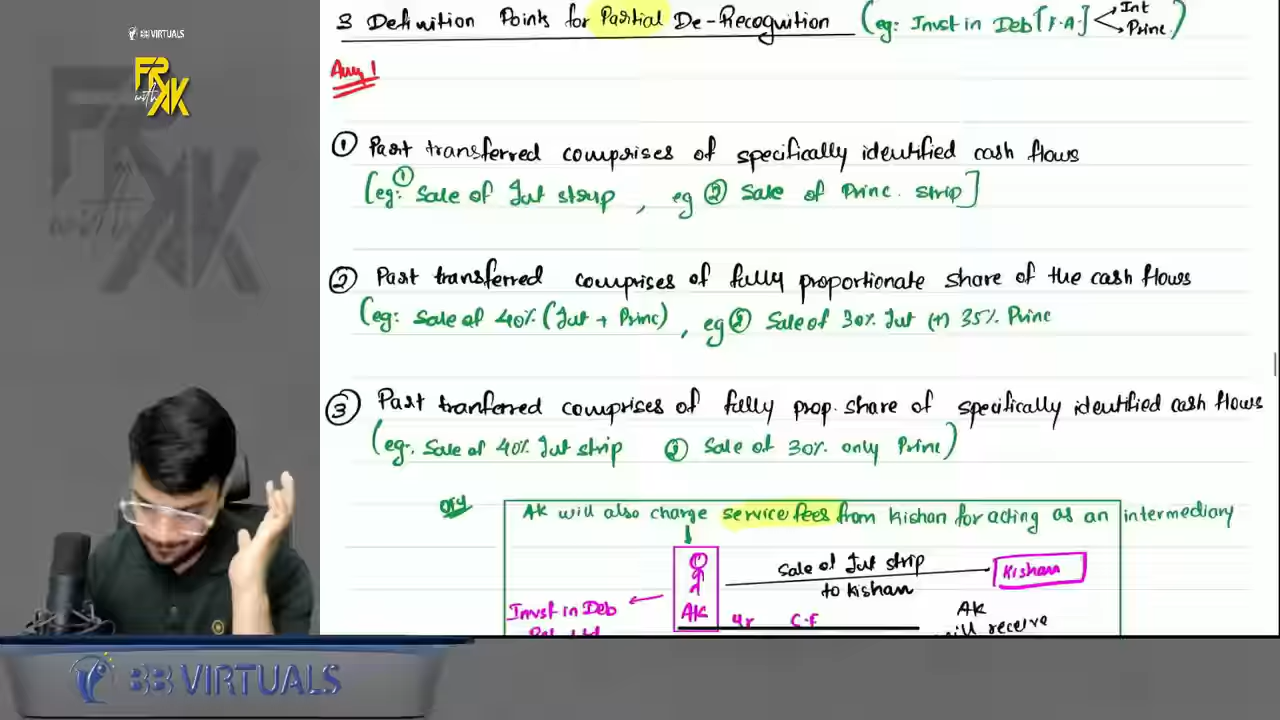 3 Definition Points for Partial De-Recognition (eg: Invst in Deb [F.A] Int
Princ)
BB VIRTUALS
FR
with
AK
Any 1
① Part transferred comprises of specifically identified cash flows
(eg: ① Sale of Int strip, eg ② Sale of Princ. strip]
② Part transferred comprises of fully proportionate share of the cash flows
(eg: Sale of 40% (Int + Princ), eg ② Sale of 30% Int (+) 35% Princ
③ Part tranferred comprises of fully prop. share of specifically identified cash flows
(eg: Sale of 40% Int strip ② Sale of 30% only Princ)
AK will also charge service fees from Kishan for acting as an intermediary
Sale of Int strip
to Kishan
Kishan
Invst in Deb
AK
Yr C.F
AK
will receive
BB VIRTUALS